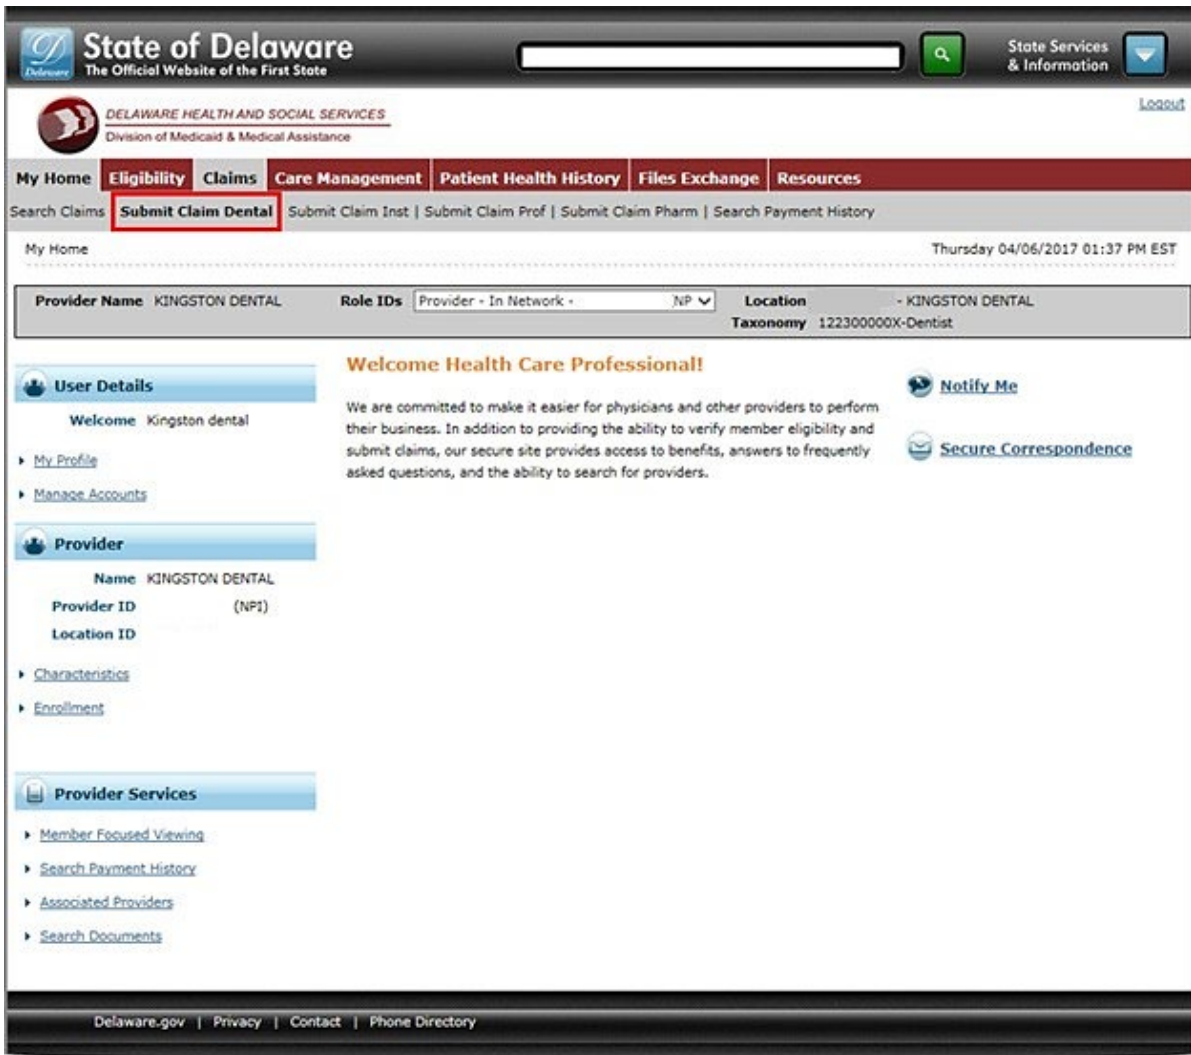 State of Delaware
The Official Website of the First State
Delaware
State Services
& Information
DELAWARE HEALTH AND SOCIAL SERVICES
Division of Medicaid & Medical Assistance
Logout
My Home Eligibility Claims Care Management Patient Health History Files Exchange Resources
Search Claims Submit Claim Dental Submit Claim Inst | Submit Claim Prof | Submit Claim Pharm | Search Payment History
My Home Thursday 04/06/2017 01:37 PM EST
Provider Name KINGSTON DENTAL Role IDs Provider - In Network - NP Location - KINGSTON DENTAL
Taxonomy 122300000X-Dentist
User Details
Welcome Kingston dental
My Profile
Manage Accounts
Provider
Name KINGSTON DENTAL
Provider ID (NPI)
Location ID
Characteristics
Enrollment
Provider Services
Member Focused Viewing
Search Payment History
Associated Providers
Search Documents
Welcome Health Care Professional!
We are committed to make it easier for physicians and other providers to perform
their business. In addition to providing the ability to verify member eligibility and
submit claims, our secure site provides access to benefits, answers to frequently
asked questions, and the ability to search for providers.
Notify Me
Secure Correspondence
Delaware.gov | Privacy | Contact | Phone Directory